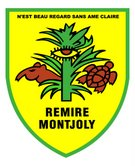 N'EST BEAU REGARD SANS AME CLAIRE
REMIRE
MONTJOLY